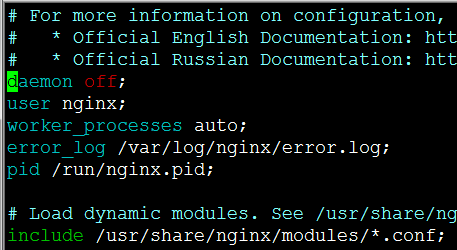 # For more information on configuration,
#   * Official English Documentation: htt
#   * Official Russian Documentation: htt
daemon off;
user nginx;
worker_processes auto;
error_log /var/log/nginx/error.log;
pid /run/nginx.pid;
# Load dynamic modules. See /usr/share/ng
include /usr/share/nginx/modules/*.conf;